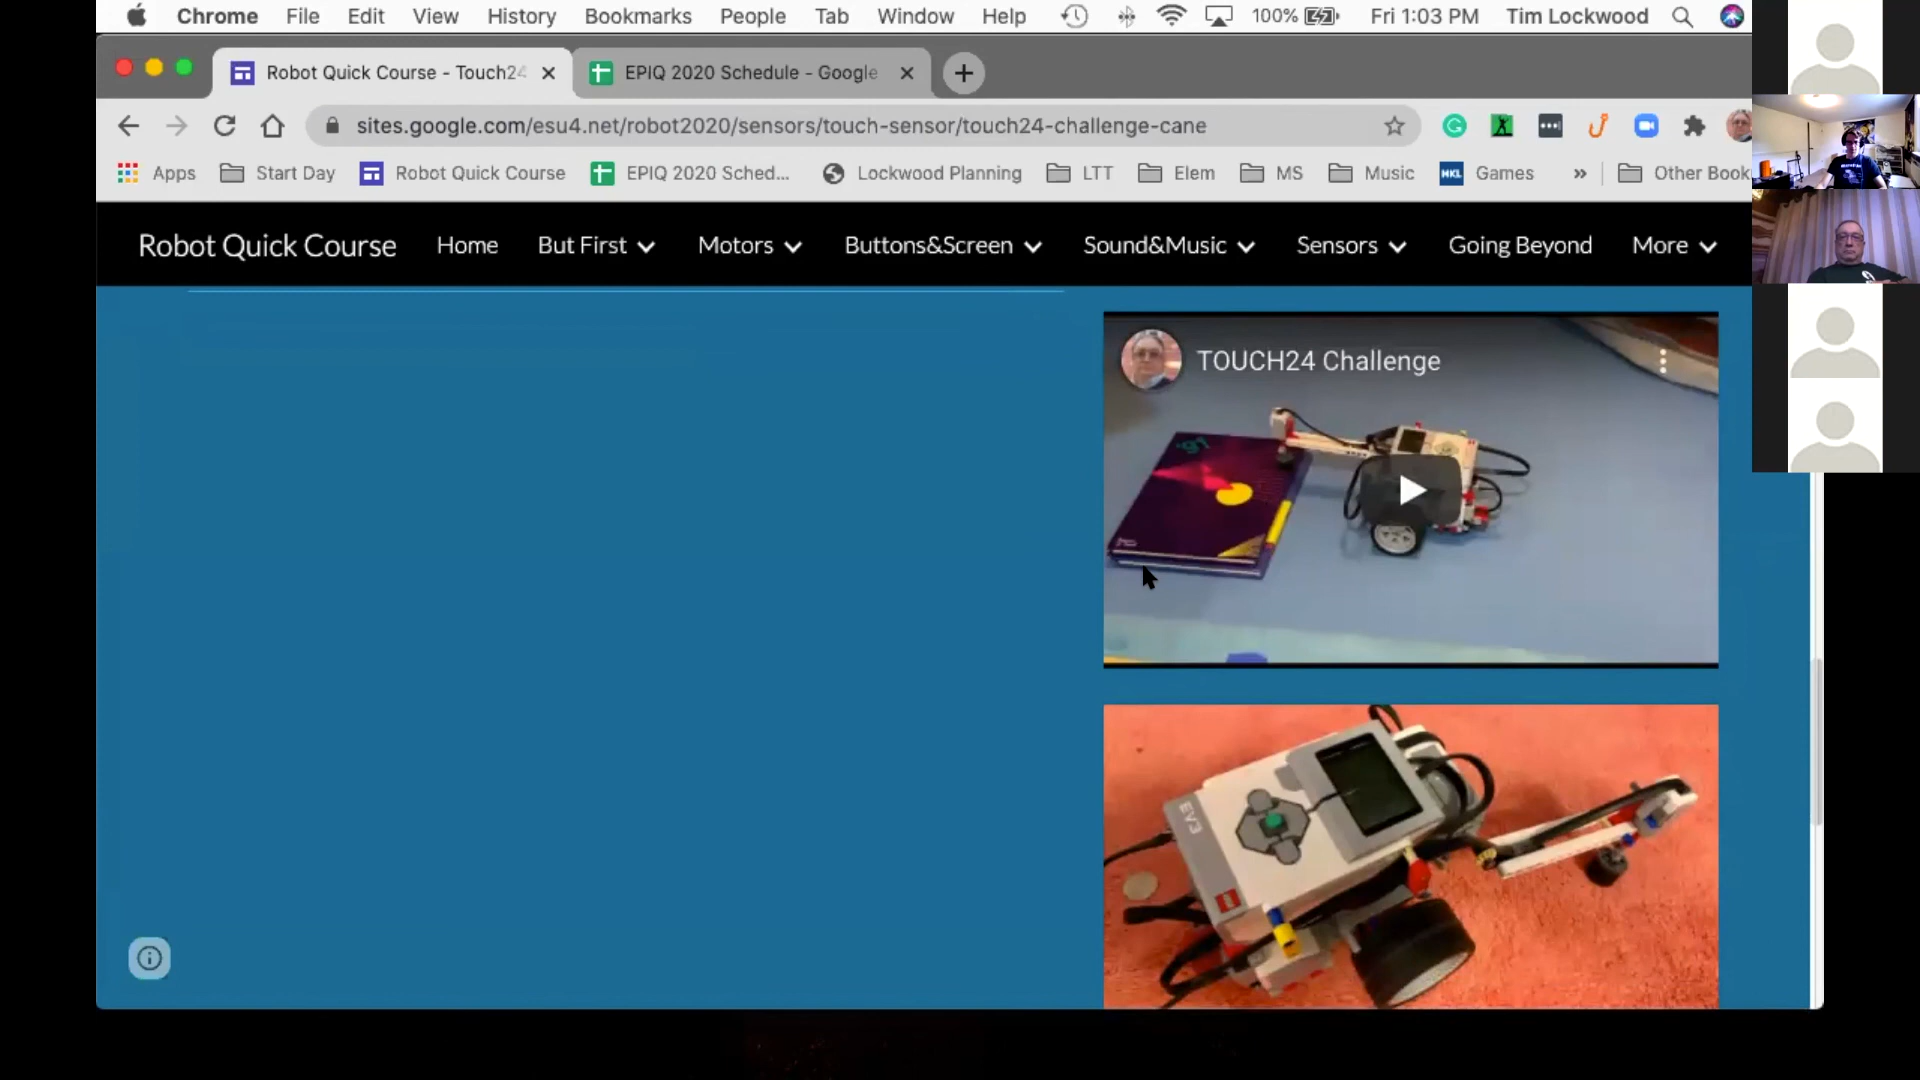 Chrome File Edit View History Bookmarks People Tab Window Help 100% Fri 1:03 PM Tim Lockwood
Robot Quick Course - Touch24 EPIQ 2020 Schedule - Google
sites.google.com/esu4.net/robot2020/sensors/touch-sensor/touch24-challenge-cane
Apps Start Day Robot Quick Course EPIQ 2020 Sched... Lockwood Planning LTT Elem MS Music MKL Games » Other Book
Robot Quick Course Home But First Motors Buttons&Screen Sound&Music Sensors Going Beyond More
TOUCH24 Challenge
'91
EV3
LEGO